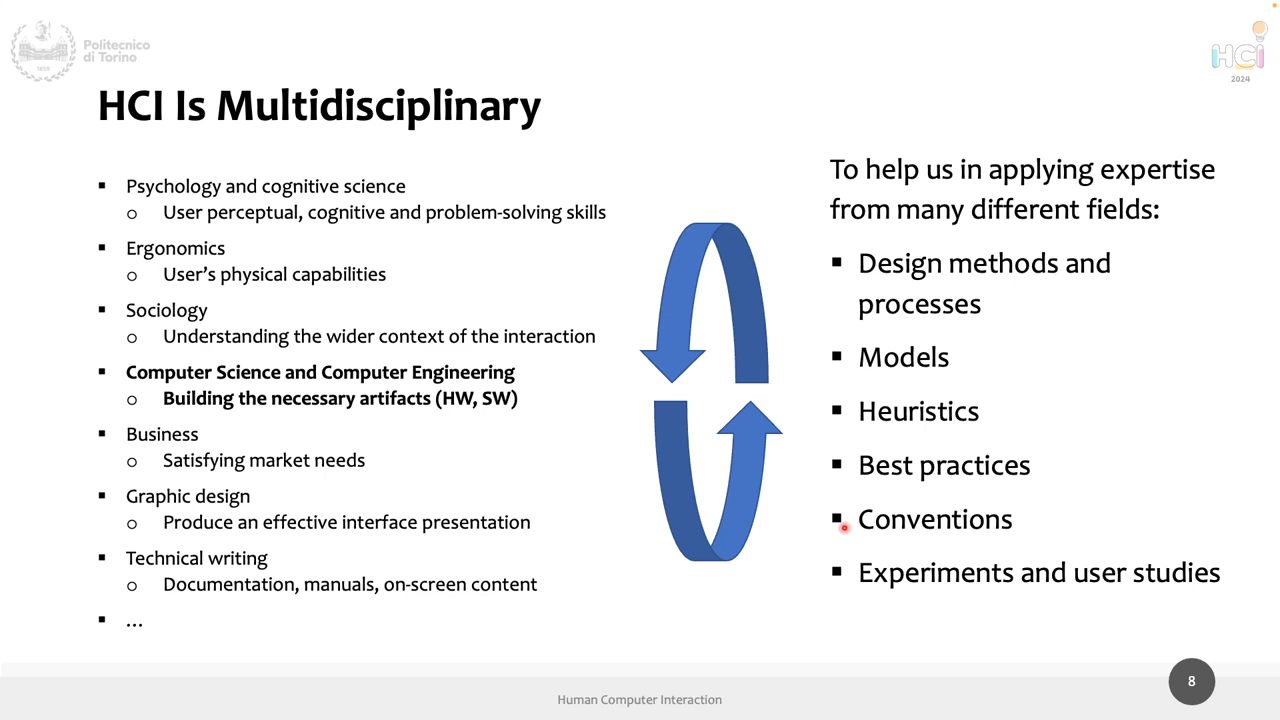 Politecnico
di Torino
1859
HCI
2024
HCI Is Multidisciplinary
▪ Psychology and cognitive science
o User perceptual, cognitive and problem-solving skills
▪ Ergonomics
o User’s physical capabilities
▪ Sociology
o Understanding the wider context of the interaction
▪ Computer Science and Computer Engineering
o Building the necessary artifacts (HW, SW)
▪ Business
o Satisfying market needs
▪ Graphic design
o Produce an effective interface presentation
▪ Technical writing
o Documentation, manuals, on-screen content
▪ …
To help us in applying expertise
from many different fields:
▪ Design methods and
processes
▪ Models
▪ Heuristics
▪ Best practices
▪ Conventions
▪ Experiments and user studies
Human Computer Interaction
8